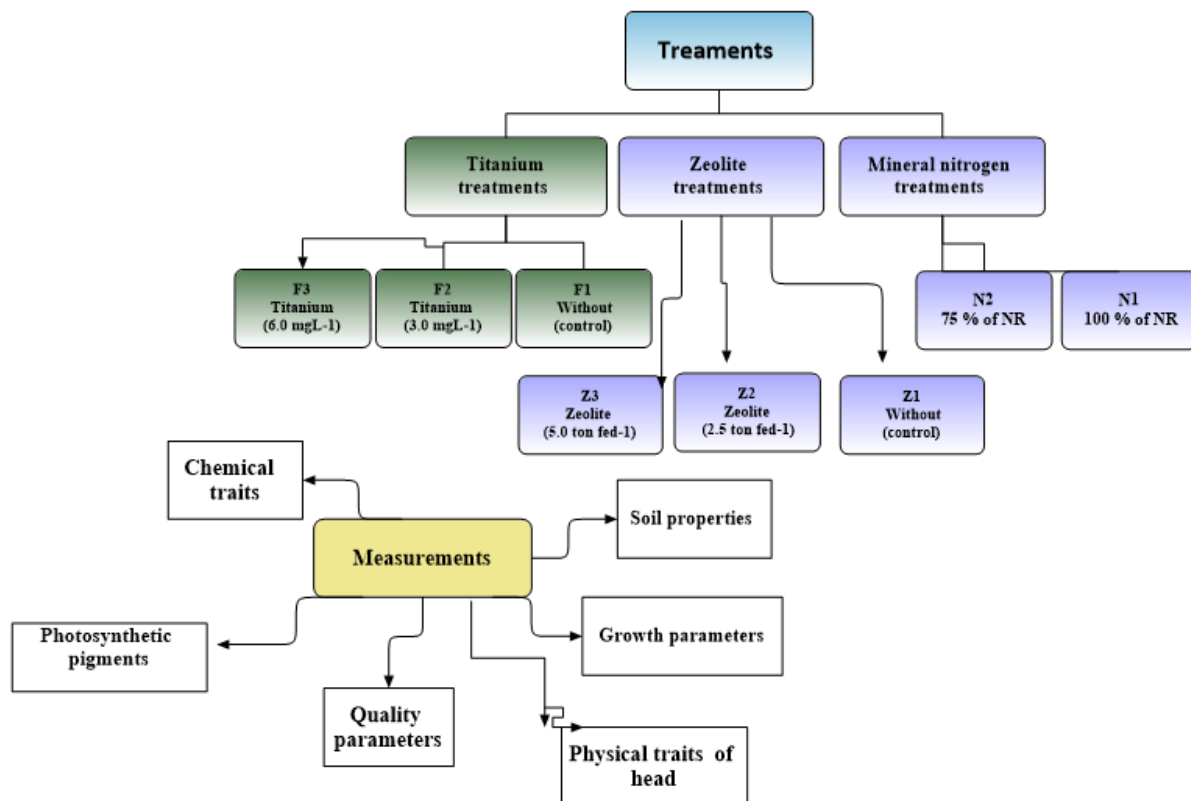 Treaments
Titanium
treatments
Zeolite
treatments
Mineral nitrogen
treatments
F3
Titanium
(6.0 mgL-1)
F2
Titanium
(3.0 mgL-1)
F1
Without
(control)
N2
75 % of NR
N1
100 % of NR
Z3
Zeolite
(5.0 ton fed-1)
Z2
Zeolite
(2.5 ton fed-1)
Z1
Without
(control)
Chemical
traits
Soil properties
Measurements
Photosynthetic
pigments
Growth parameters
Quality
parameters
Physical traits of
head